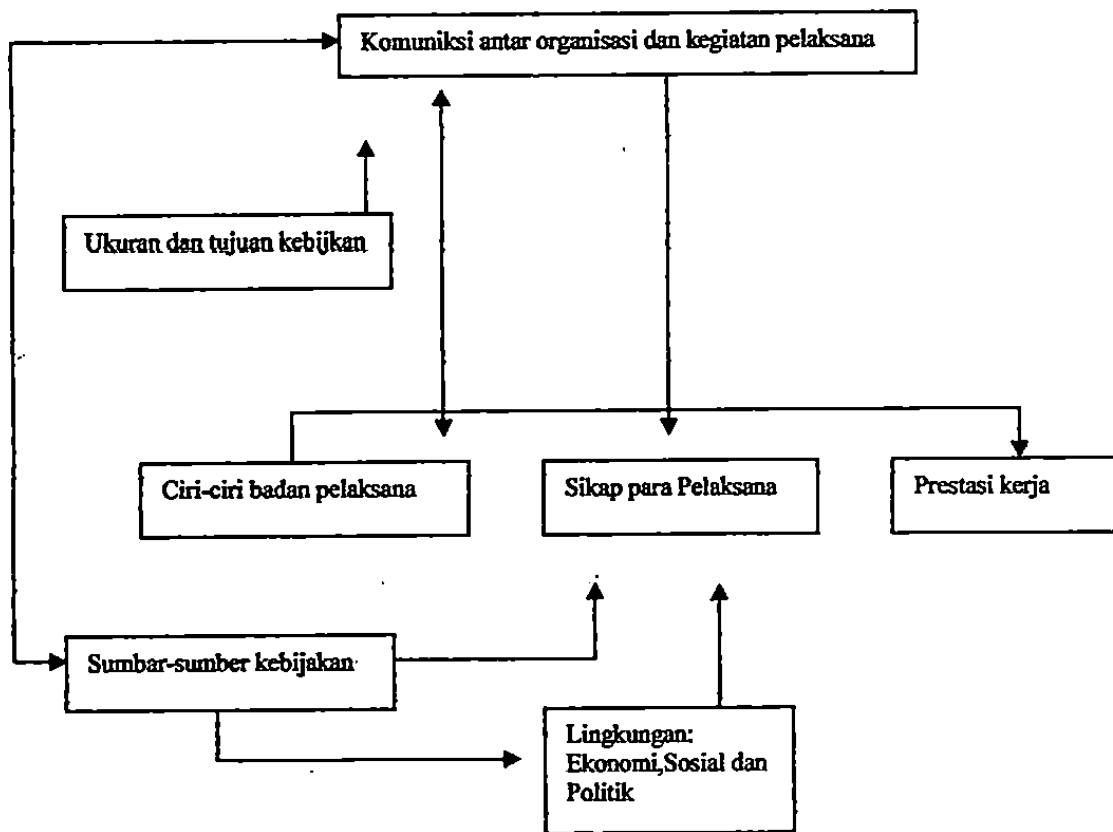 Komuniksi antar organisasi dan kegiatan pelaksana
Ukuran dan tujuan kebijkan
Ciri-ciri badan pelaksana
Sikap para Pelaksana
Prestasi kerja
Sumbar-sumber kebijakan
Lingkungan:
Ekonomi,Sosial dan
Politik